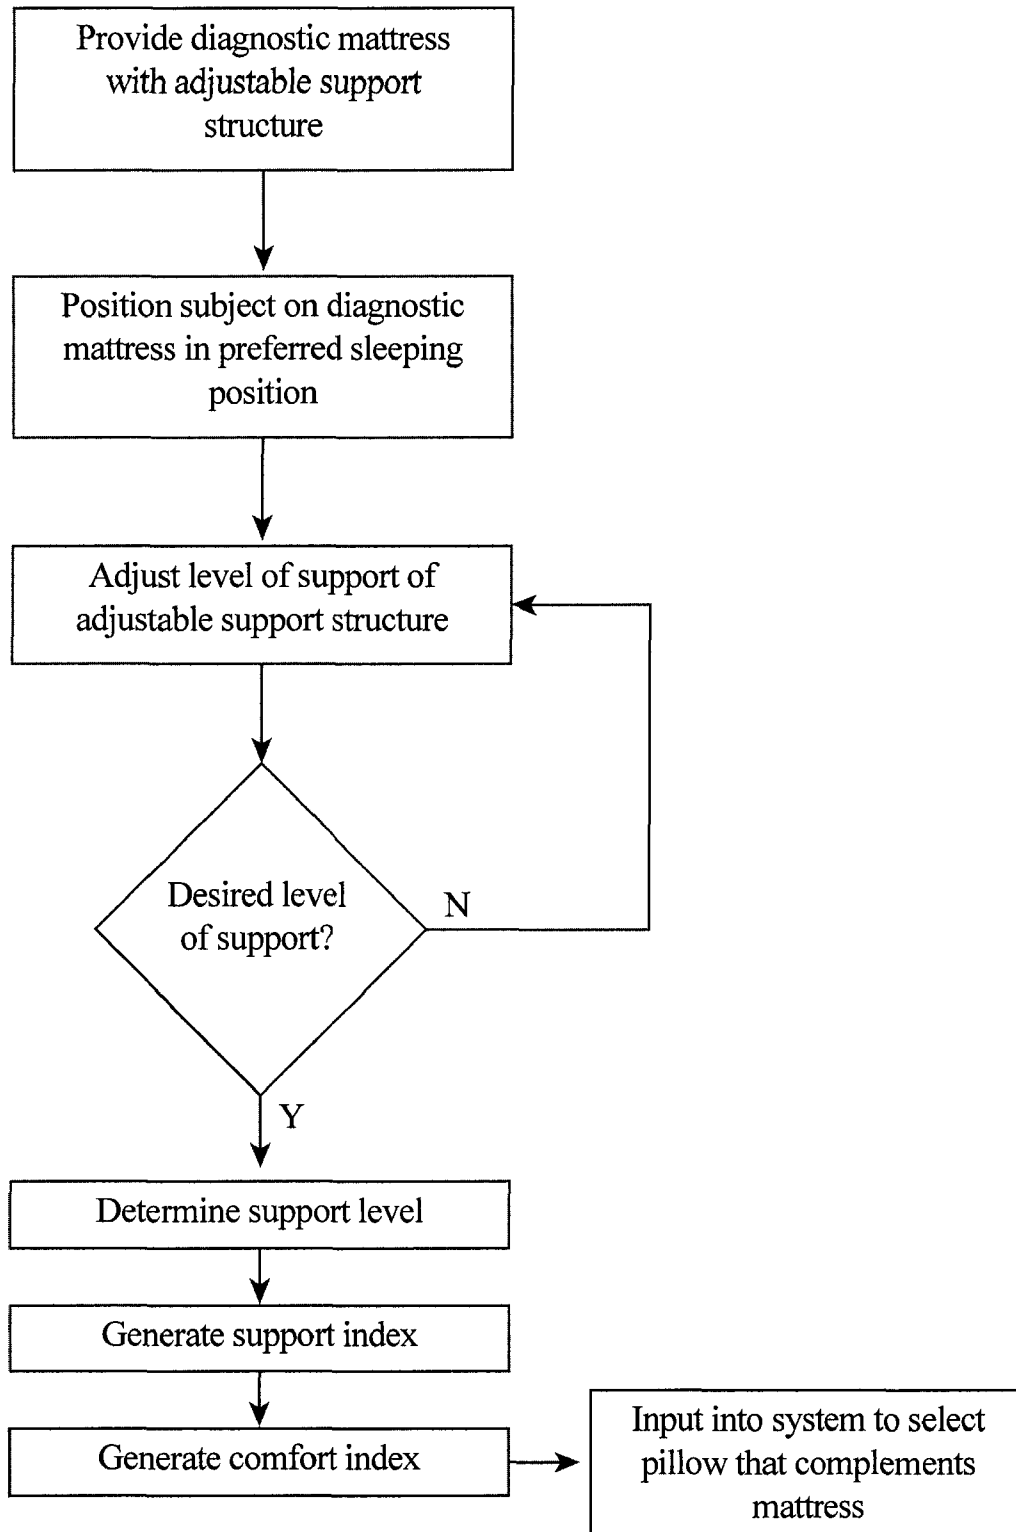 Provide diagnostic mattress
with adjustable support
structure
Position subject on diagnostic
mattress in preferred sleeping
position
Adjust level of support of
adjustable support structure
Desired level
of support?
N
Y
Determine support level
Generate support index
Generate comfort index
Input into system to select
pillow that complements
mattress